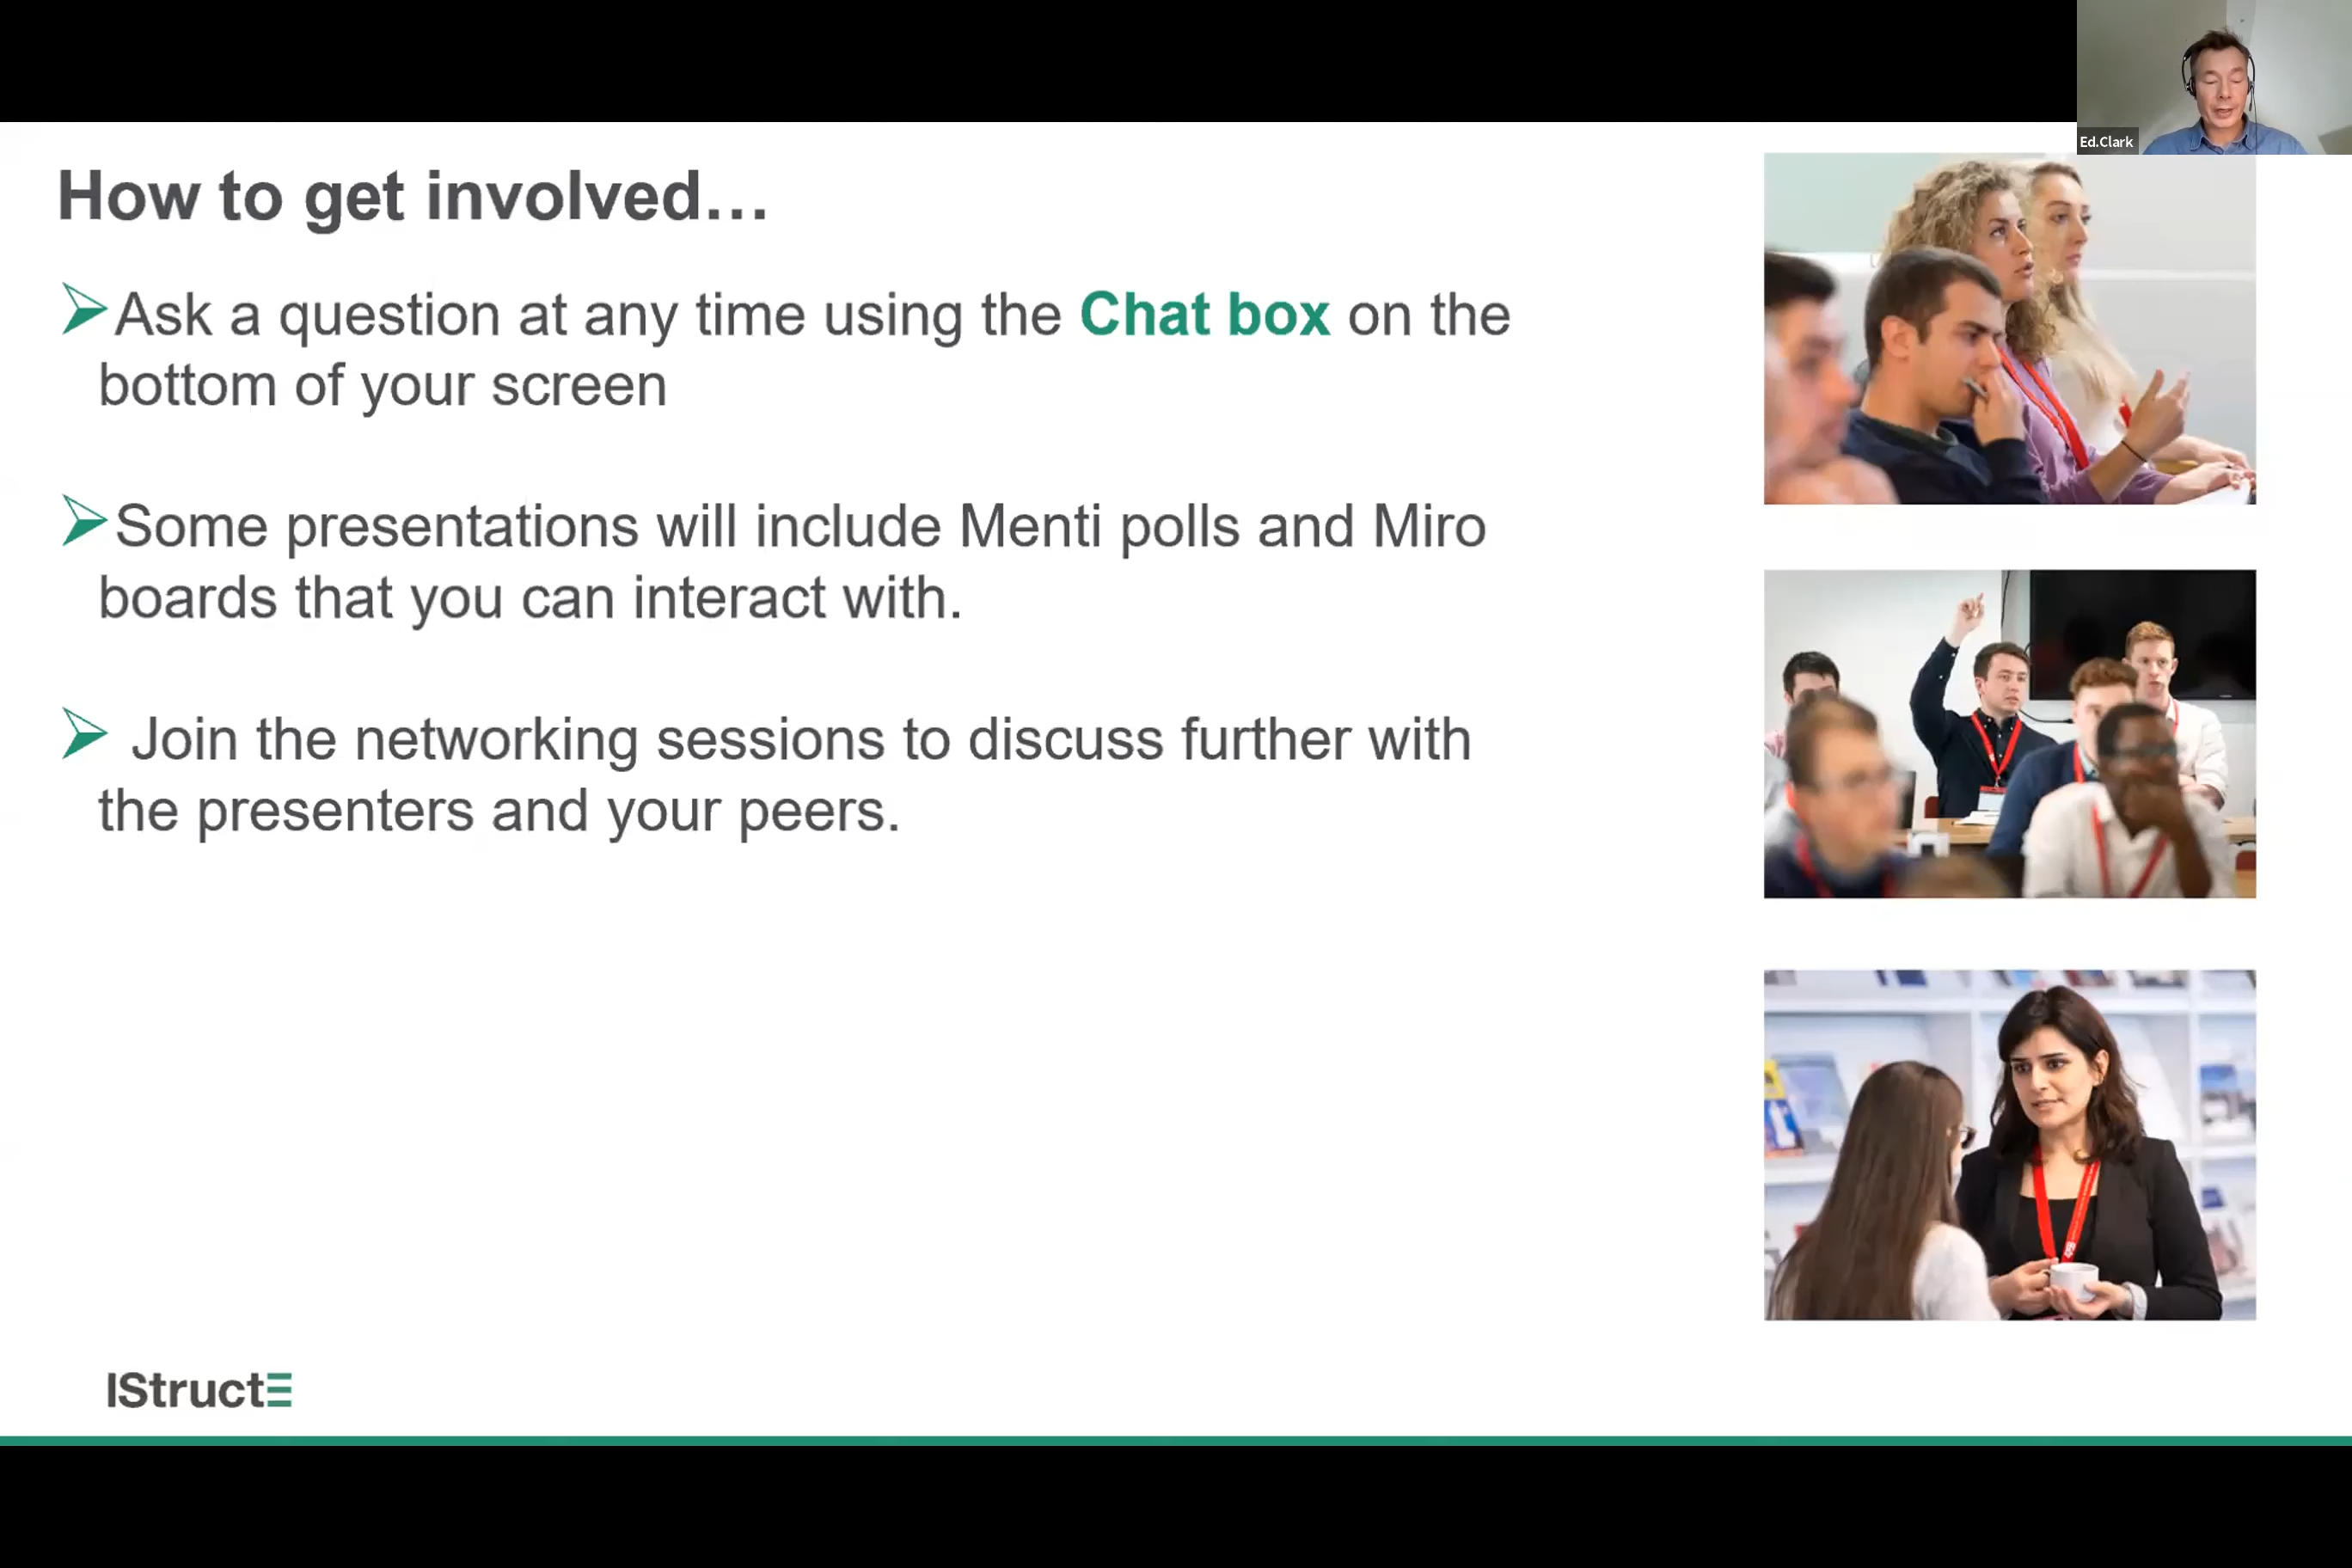 Ed.Clark
How to get involved...
Ask a question at any time using the Chat box on the
bottom of your screen
Some presentations will include Menti polls and Miro
boards that you can interact with.
Join the networking sessions to discuss further with
the presenters and your peers.
IStructE